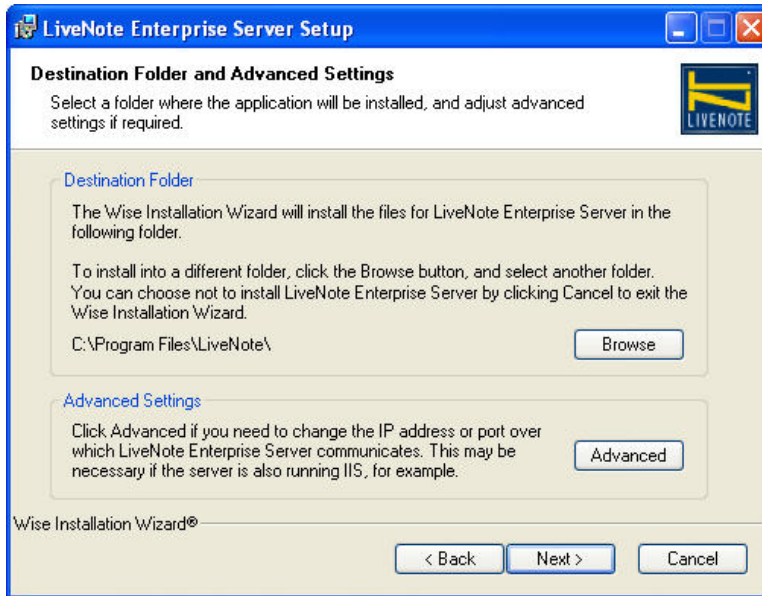 LiveNote Enterprise Server Setup
Destination Folder and Advanced Settings
Select a folder where the application will be installed, and adjust advanced
settings if required.
LIVENOTE
Destination Folder
The Wise Installation Wizard will install the files for LiveNote Enterprise Server in the
following folder.
To install into a different folder, click the Browse button, and select another folder.
You can choose not to install LiveNote Enterprise Server by clicking Cancel to exit the
Wise Installation Wizard.
C:\Program Files\LiveNote\
Browse
Advanced Settings
Click Advanced if you need to change the IP address or port over
which LiveNote Enterprise Server communicates. This may be
necessary if the server is also running IIS, for example.
Advanced
Wise Installation Wizard®
< Back
Next >
Cancel